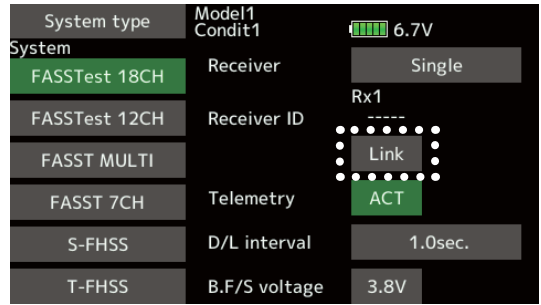 System type
Model1
Condit1
6.7V
System
FASSTest 18CH
FASSTest 12CH
FASST MULTI
FASST 7CH
S-FHSS
T-FHSS
Receiver
Single
Rx1
Receiver ID
-----
Link
Telemetry
ACT
D/L interval
1.0sec.
B.F/S voltage
3.8V